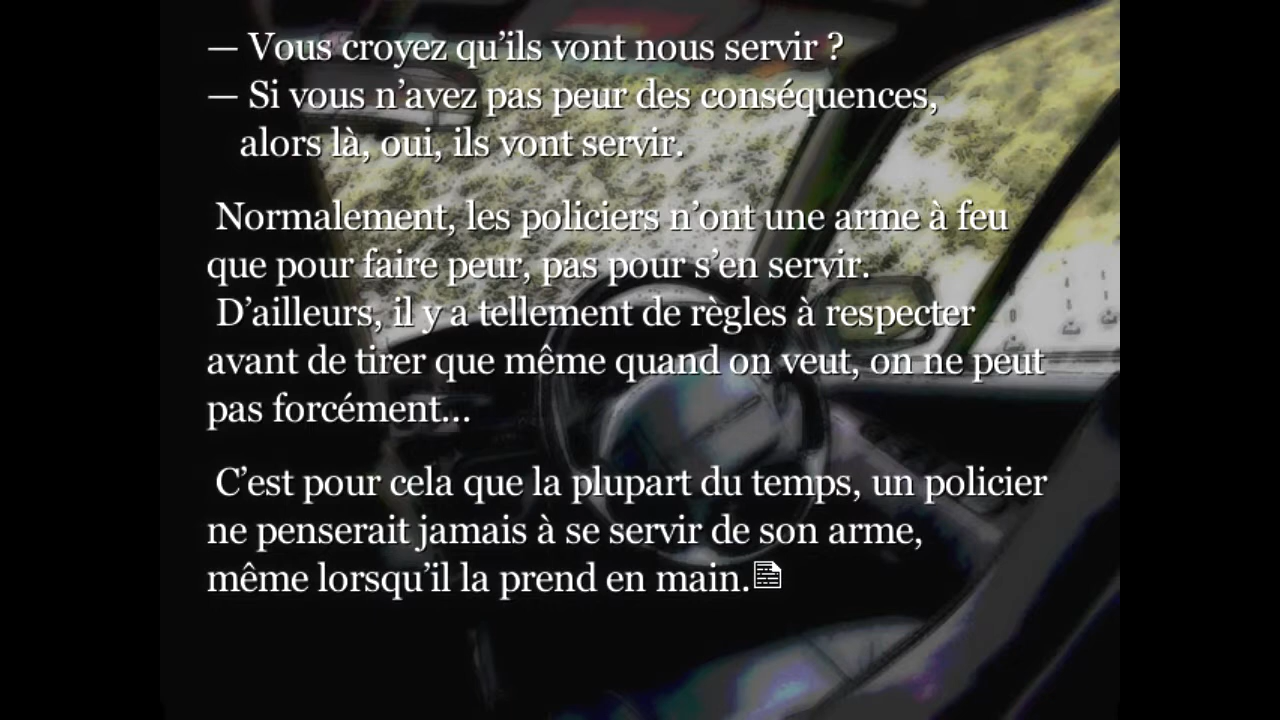 — Vous croyez qu’ils vont nous servir ?
— Si vous n’avez pas peur des conséquences,
alors là, oui, ils vont servir.
Normalement, les policiers n’ont une arme à feu
que pour faire peur, pas pour s’en servir.
D’ailleurs, il y a tellement de règles à respecter
avant de tirer que même quand on veut, on ne peut
pas forcément...
C’est pour cela que la plupart du temps, un policier
ne penserait jamais à se servir de son arme,
même lorsqu’il la prend en main.